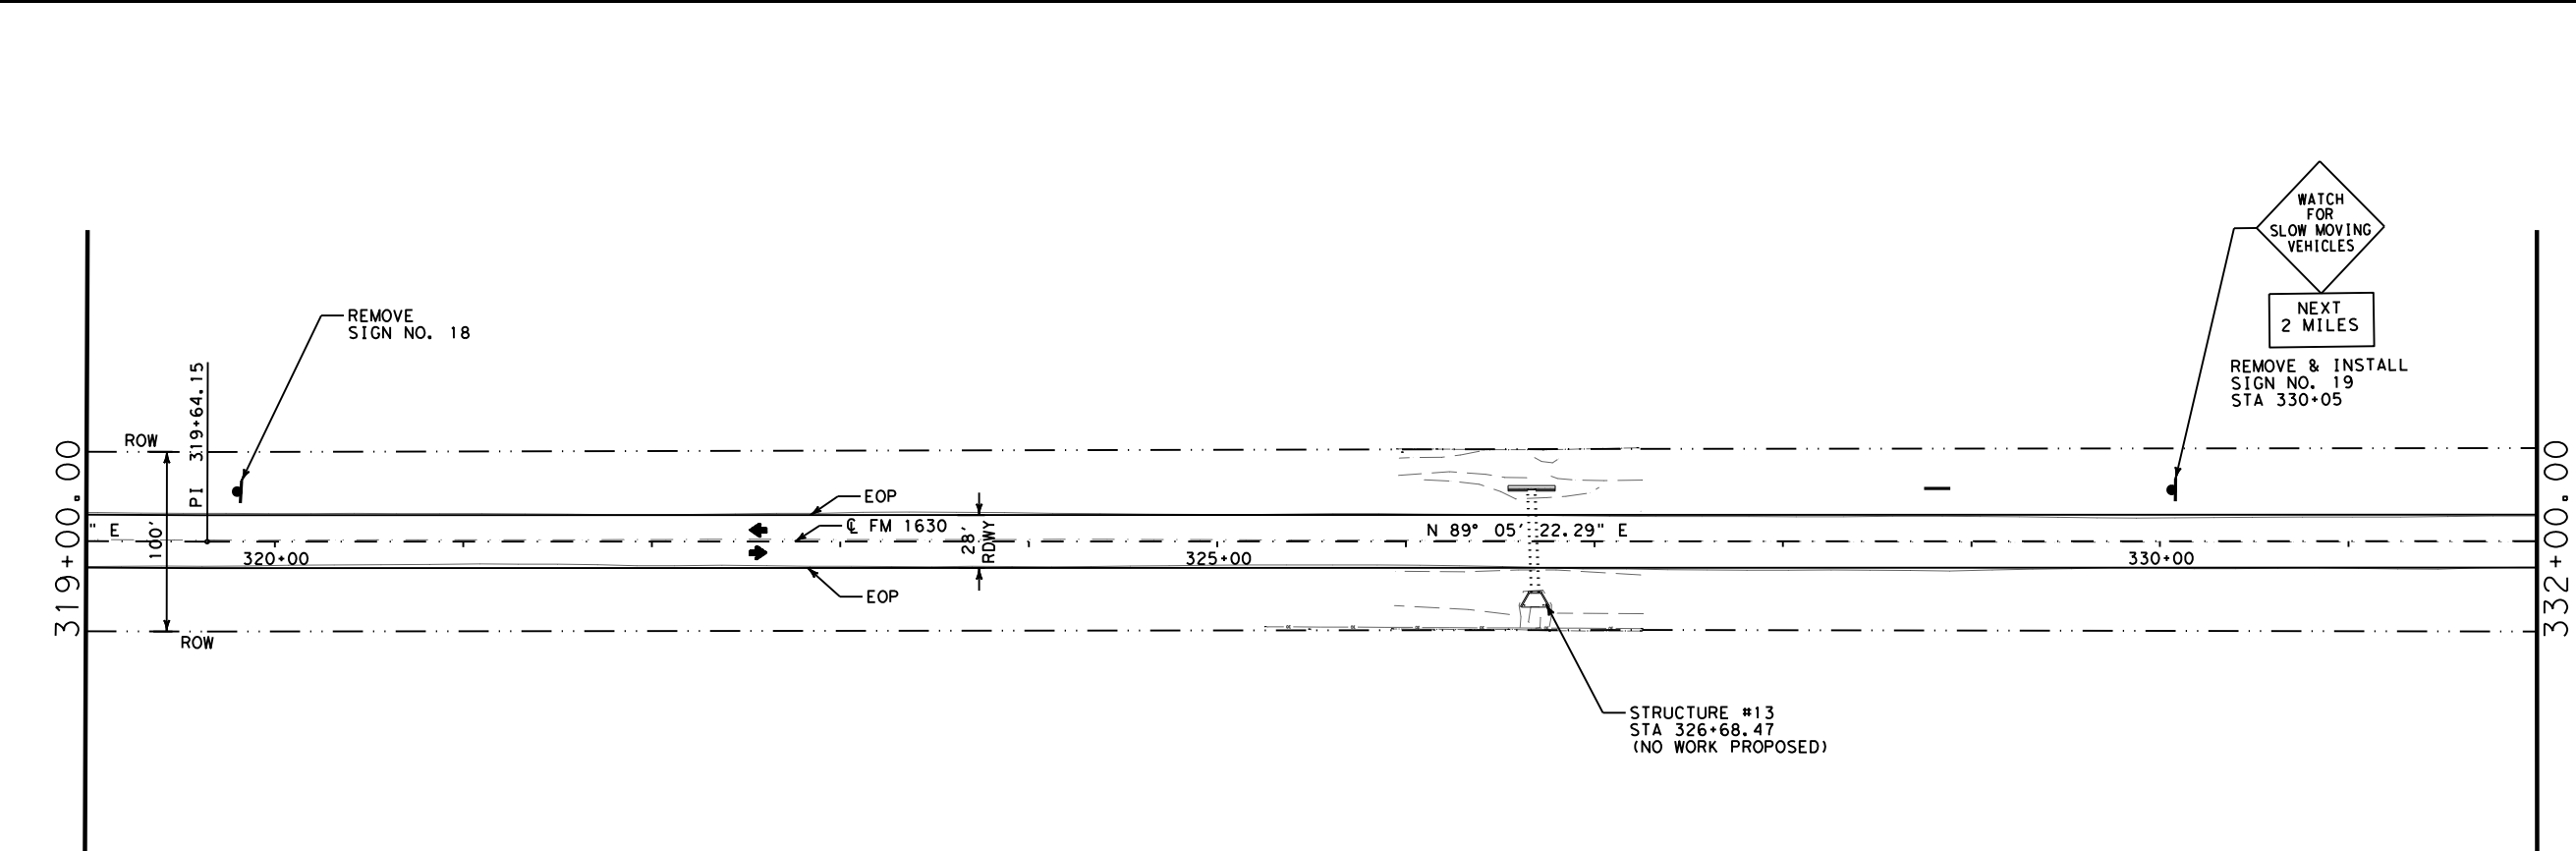 WATCH
FOR
SLOW MOVING
VEHICLES
NEXT
2 MILES
REMOVE & INSTALL
SIGN NO. 19
STA 330+05
REMOVE
SIGN NO. 18
PI 319+64.15
ROW
319+00.00
332+00.00
100'
" E
EOP
℄ FM 1630
28'
RDWY
N 89° 05' 22.29" E
320+00
325+00
330+00
EOP
ROW
STRUCTURE #13
STA 326+68.47
(NO WORK PROPOSED)